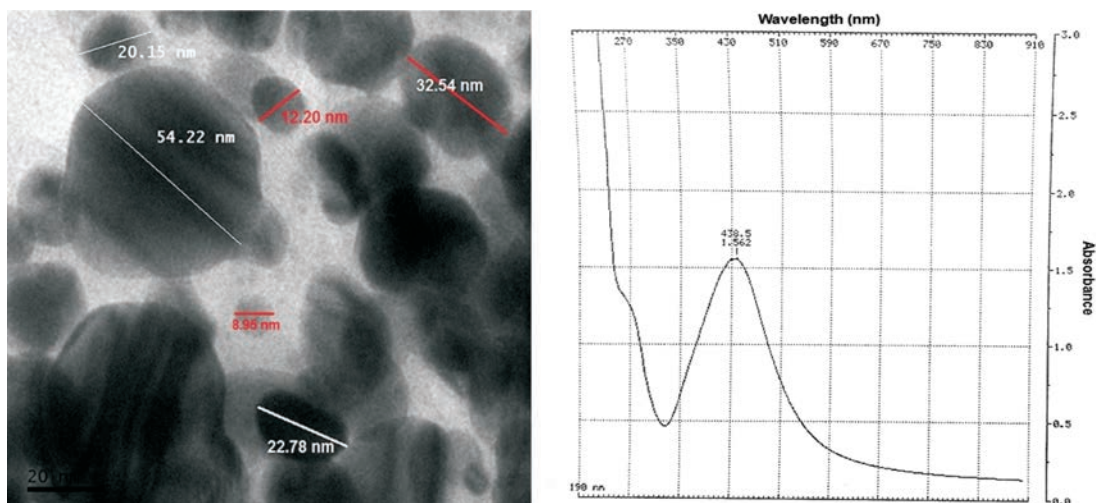 20.15 nm
54.22 nm
12.20 nm
32.54 nm
8.95 nm
22.78 nm
Wavelength (nm)
270 350 430 510 590 670 750 830 910
438.5
1.562
3.0
2.5
2.0
1.5
1.0
0.5
0.0
Absorbance
190 nm